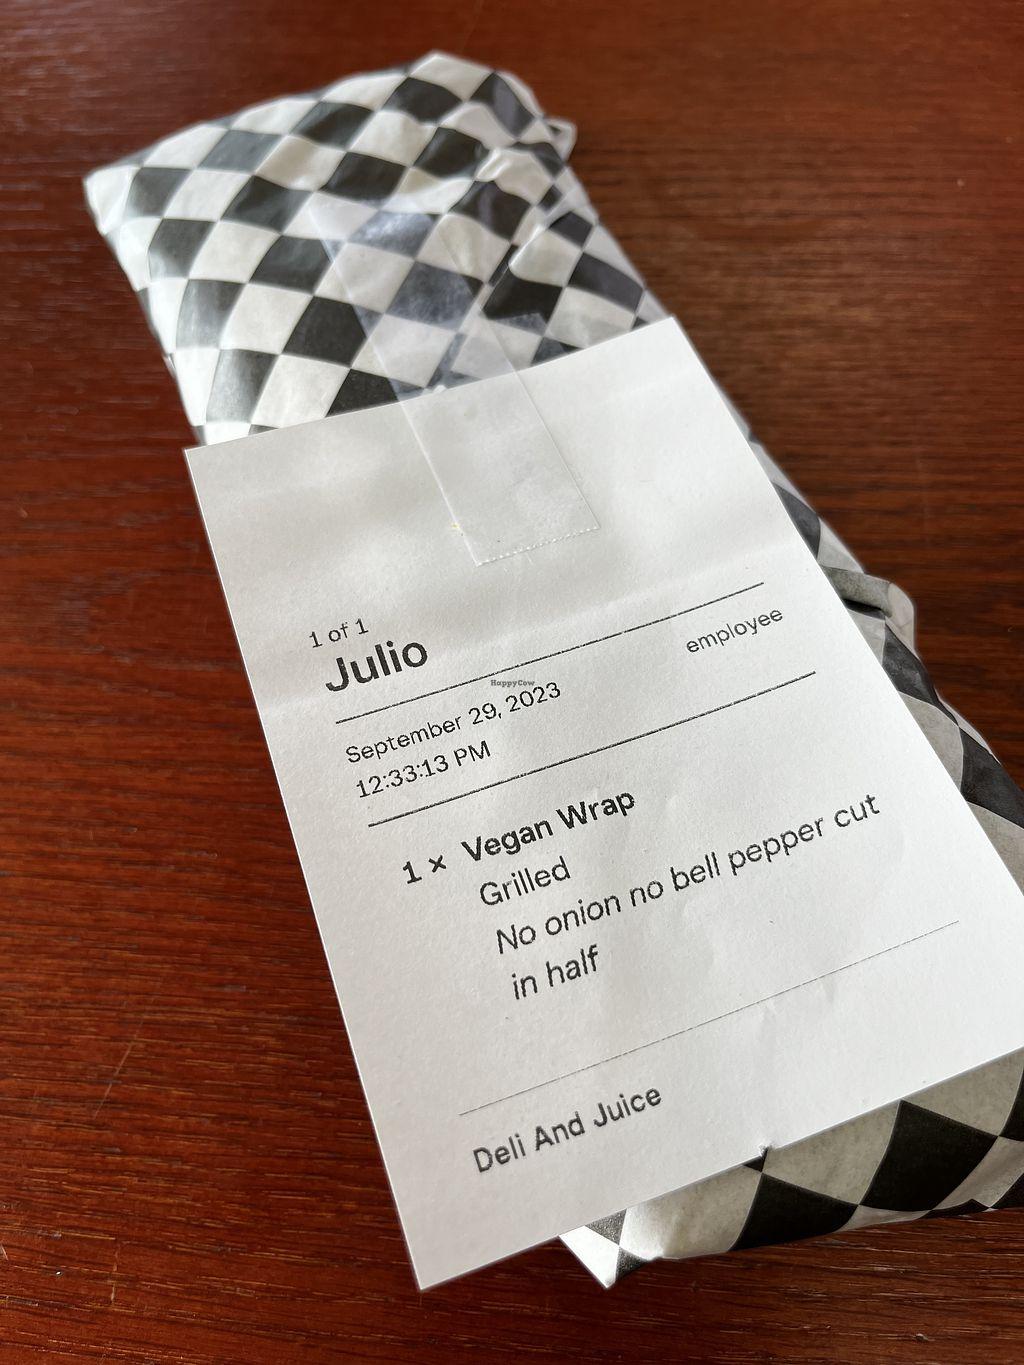 1 of 1
Julio
employee
September 29, 2023
12:33:13 PM
1 × Vegan Wrap
Grilled
No onion no bell pepper cut
in half
Deli And Juice
HappyCow